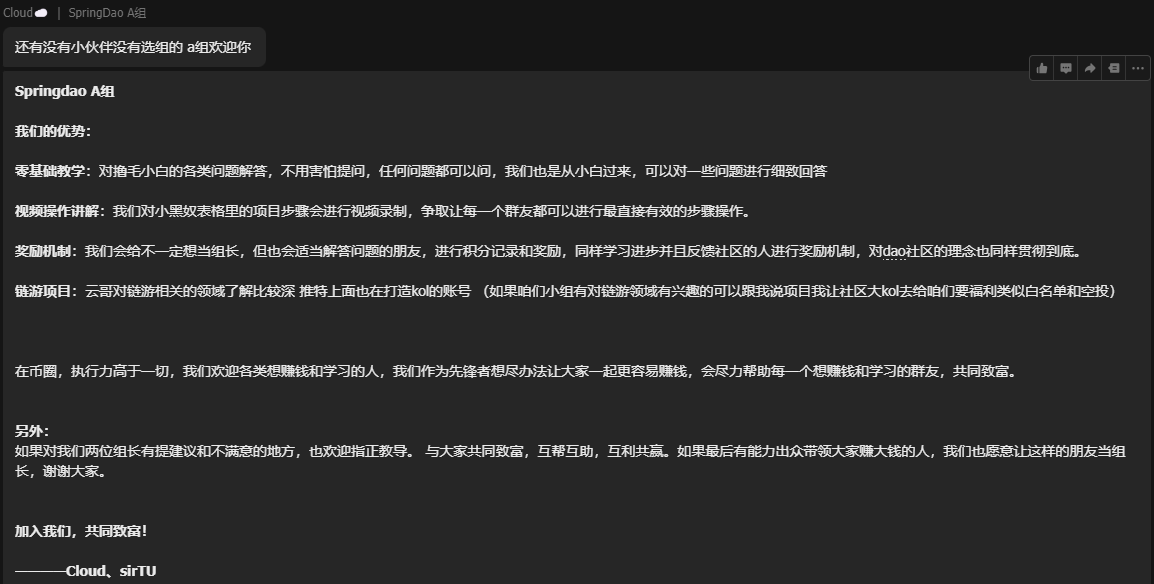 Cloud☁ | SpringDao A组
还有没有小伙伴没有选组的 a组欢迎你
Springdao A组
我们的优势：
零基础教学：对撸毛小白的各类问题解答，不用害怕提问，任何问题都可以问，我们也是从小白过来，可以对一些问题进行细致回答
视频操作讲解：我们对小黑奴表格里的项目步骤会进行视频录制，争取让每一个群友都可以进行最直接有效的步骤操作。
奖励机制：我们会给不一定想当组长，但也会适当解答问题的朋友，进行积分记录和奖励，同样学习进步并且反馈社区的人进行奖励机制，对dao社区的理念也同样贯彻到底。
链游项目：云哥对链游相关的领域了解比较深 推特上面也在打造kol的账号 （如果咱们小组有对链游领域有兴趣的可以跟我说项目我让社区大kol去给咱们要福利类似白名单和空投）
在币圈，执行力高于一切，我们欢迎各类想赚钱和学习的人，我们作为先锋者想尽办法让大家一起更容易赚钱，会尽力帮助每一个想赚钱和学习的群友，共同致富。
另外：
如果对我们两位组长有提建议和不满意的地方，也欢迎指正教导。 与大家共同致富，互帮互助，互利共赢。如果最后有能力出众带领大家赚大钱的人，我们也愿意让这样的朋友当组
长，谢谢大家。
加入我们，共同致富！
————Cloud、sirTU